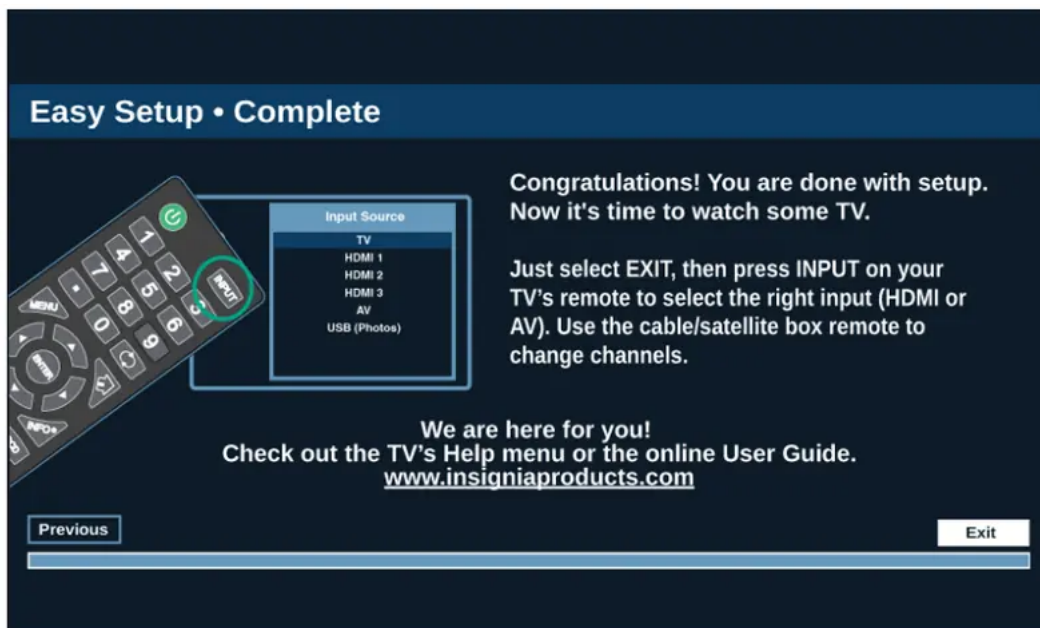 Easy Setup • Complete
Congratulations! You are done with setup.
Now it's time to watch some TV.
Just select EXIT, then press INPUT on your
TV’s remote to select the right input (HDMI or
AV). Use the cable/satellite box remote to
change channels.
Input Source
TV
HDMI 1
HDMI 2
HDMI 3
AV
USB (Photos)
1
2
3
4
5
6
7
8
9
.
0
INPUT
MENU
ENTER
INFO+
We are here for you!
Check out the TV’s Help menu or the online User Guide.
www.insigniaproducts.com
Previous
Exit